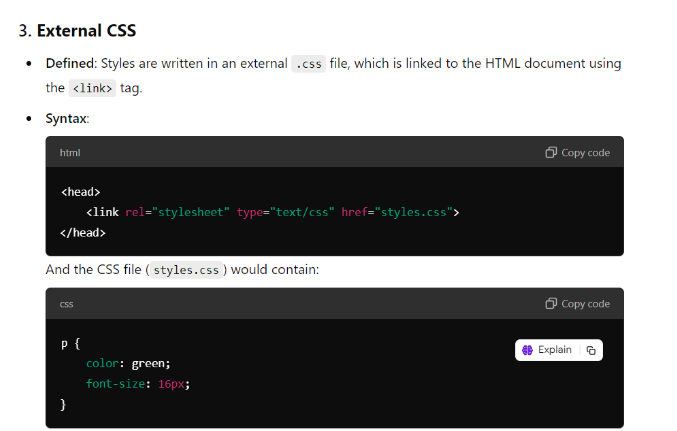 3. External CSS
• Defined: Styles are written in an external .css file, which is linked to the HTML document using
the <link> tag.
• Syntax:
html Copy code
<head>
    <link rel="stylesheet" type="text/css" href="styles.css">
</head>
And the CSS file (styles.css) would contain:
css Copy code
p {
Explain
    color: green;
    font-size: 16px;
}